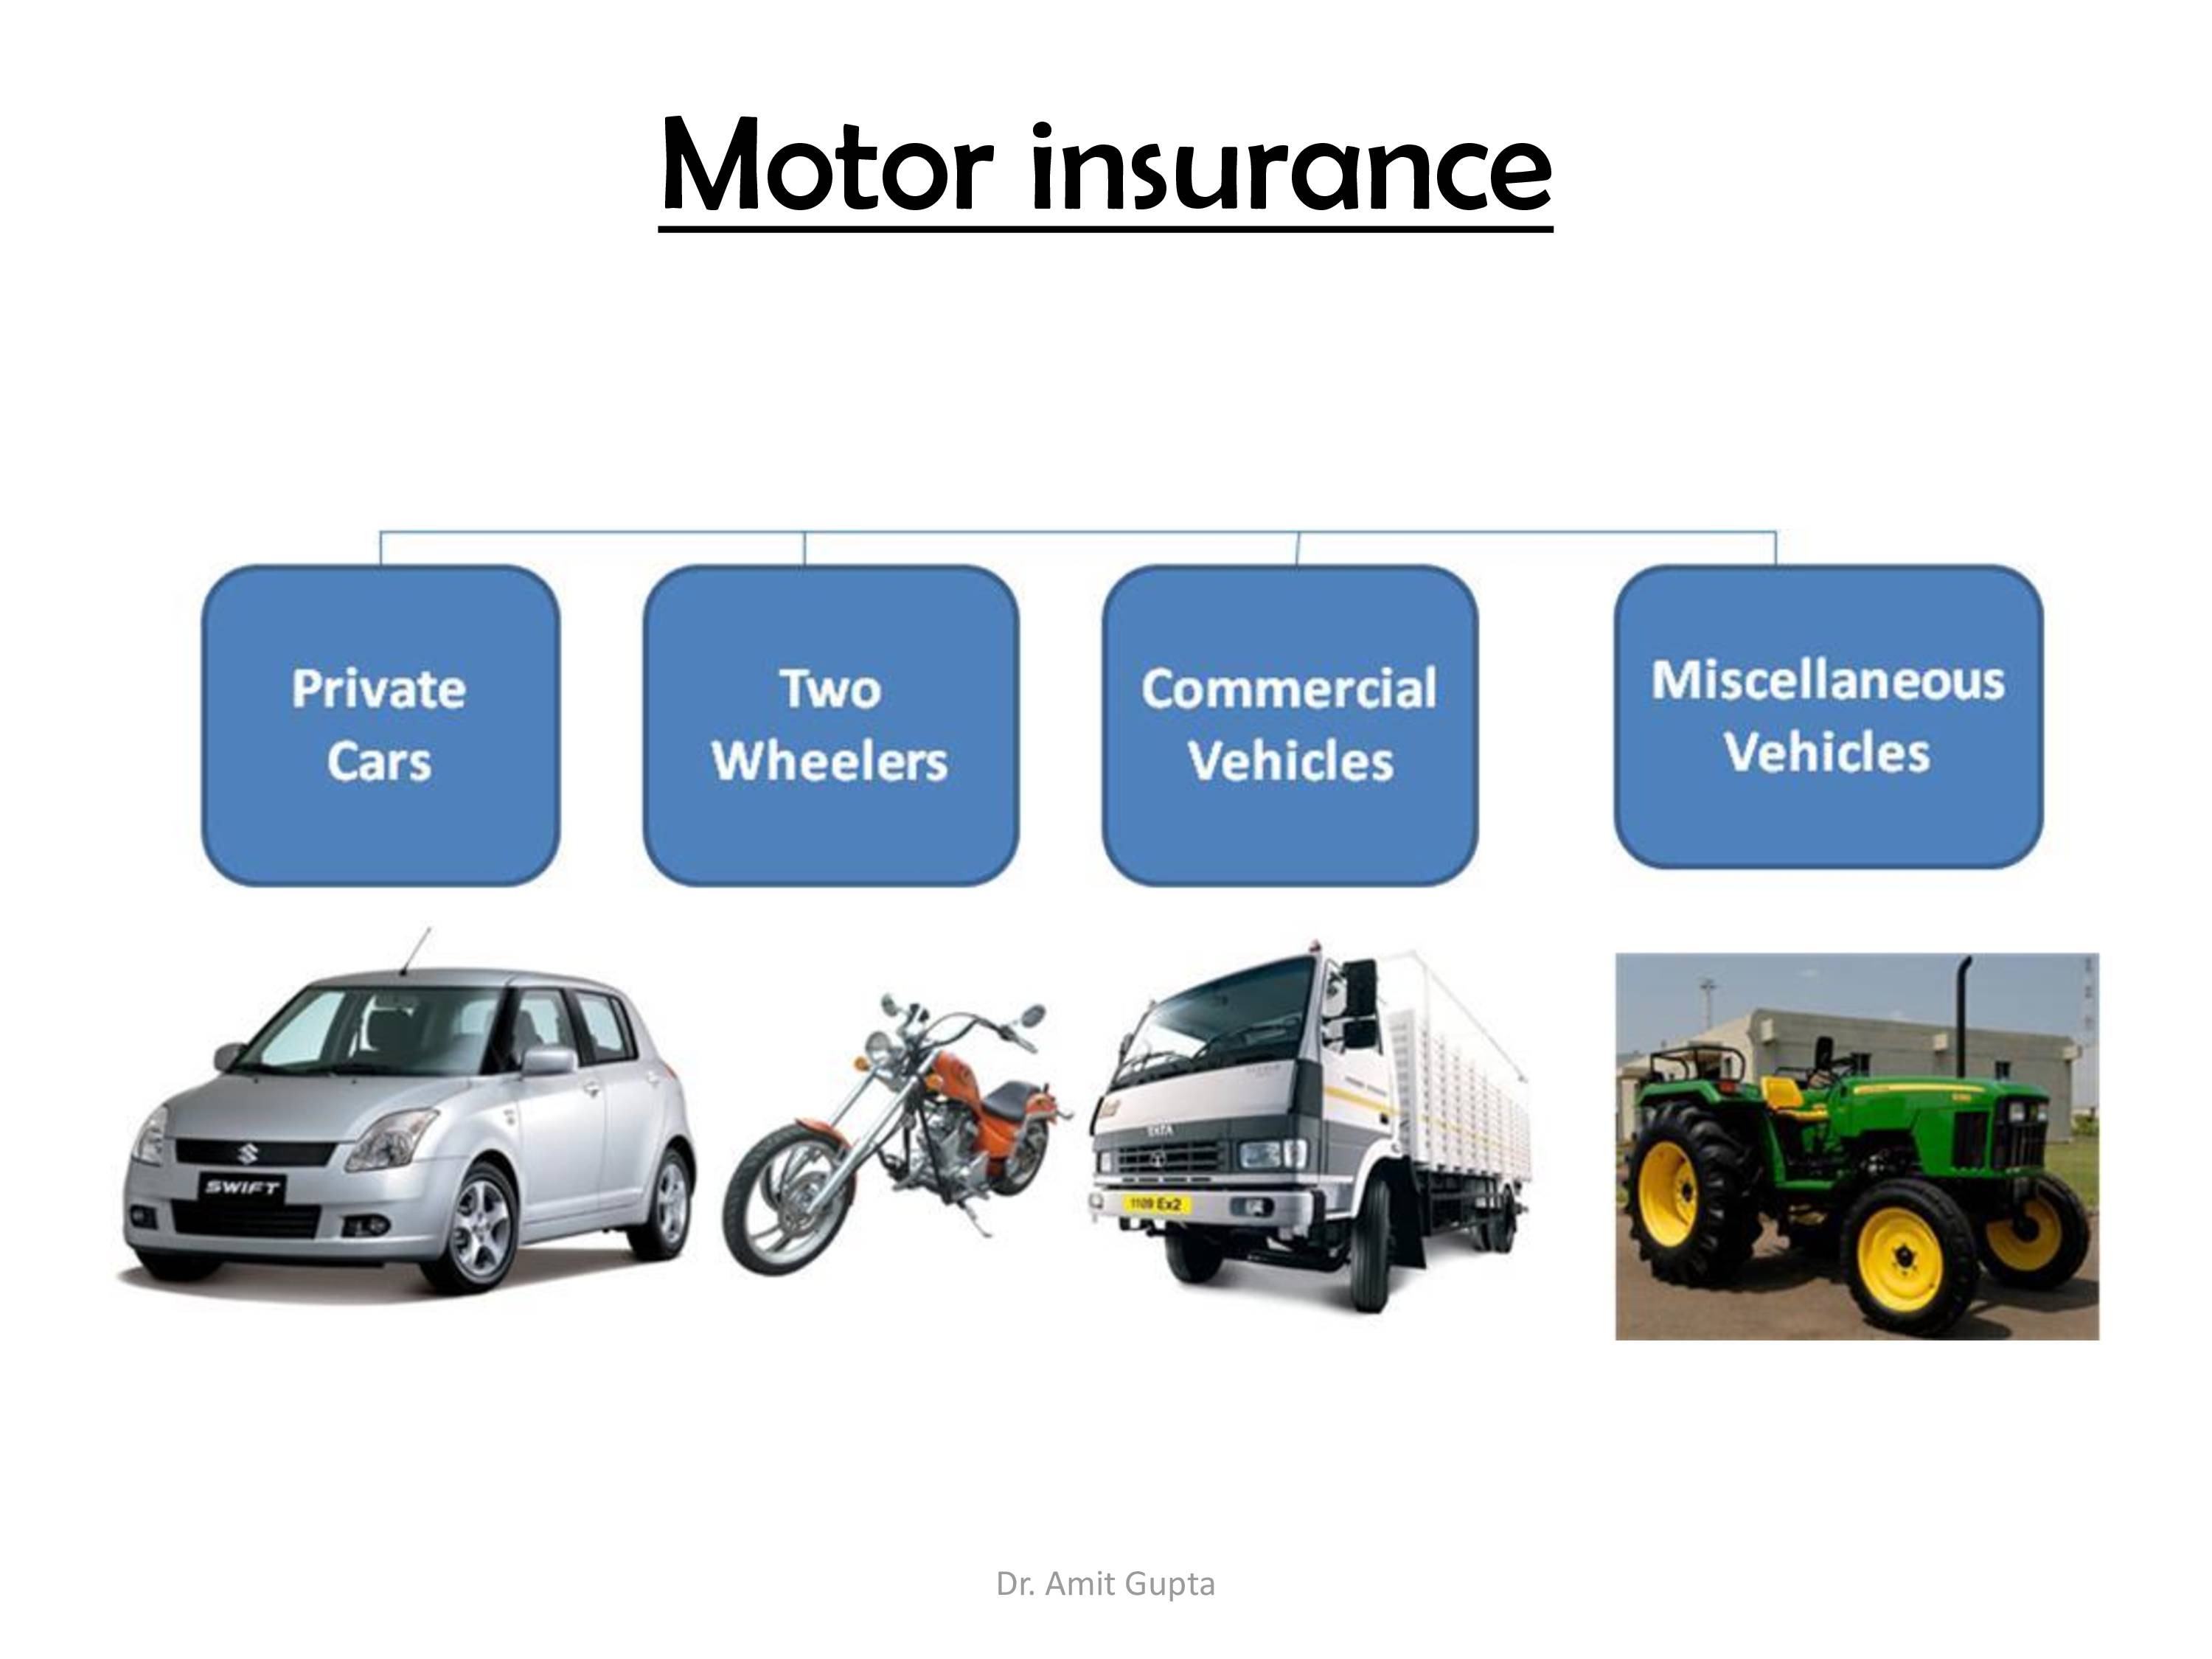 Motor insurance
Private
Cars
Two
Wheelers
Commercial
Vehicles
Miscellaneous
Vehicles
SWIFT
TATA
1109 Ex2
Dr. Amit Gupta